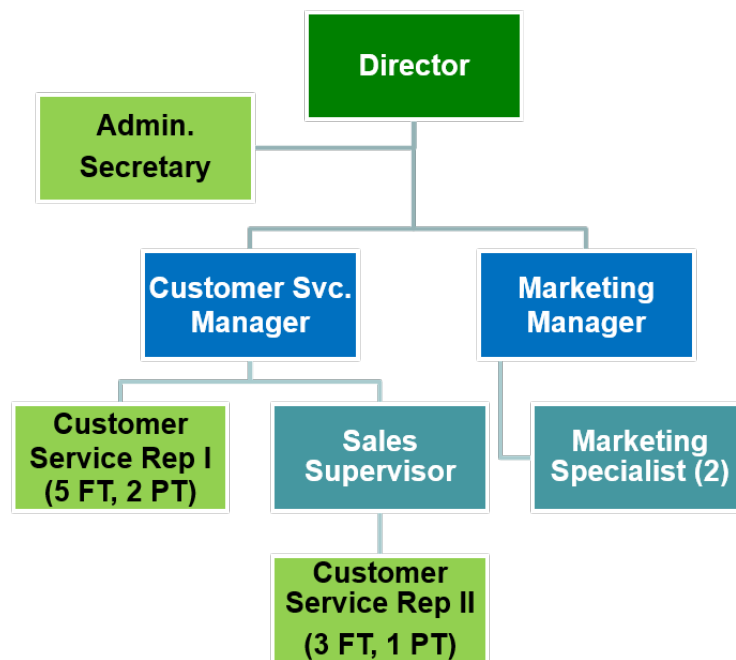 Director
Admin.
Secretary
Customer Svc.
Manager
Marketing
Manager
Customer
Service Rep I
(5 FT, 2 PT)
Sales
Supervisor
Marketing
Specialist (2)
Customer
Service Rep II
(3 FT, 1 PT)